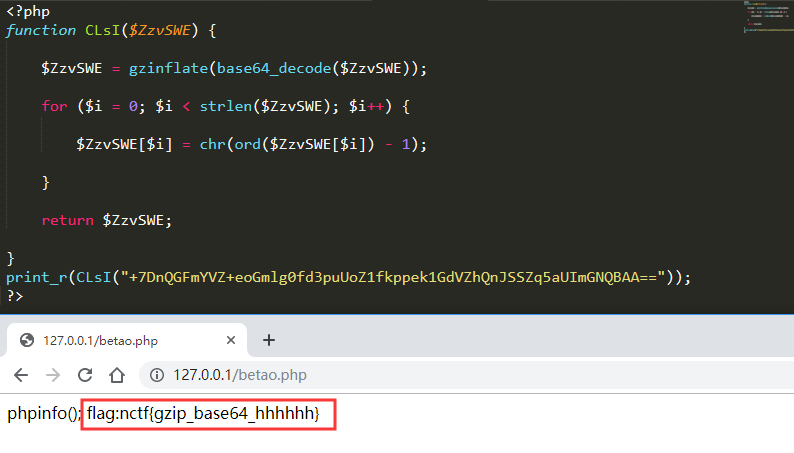 <?php
function CLsI($ZzvSWE) {
$ZzvSWE = gzinflate(base64_decode($ZzvSWE));
for ($i = 0; $i < strlen($ZzvSWE); $i++) {
$ZzvSWE[$i] = chr(ord($ZzvSWE[$i]) - 1);
}
return $ZzvSWE;
}
print_r(CLsI("+7DnQGFmYVZ+eoGmlg0fd3puUoZ1fkppek1GdVZhQnJSSZq5aUImGNQBAA=="));
?>
127.0.0.1/betao.php
127.0.0.1/betao.php
phpinfo(); flag:nctf{gzip_base64_hhhhhh}